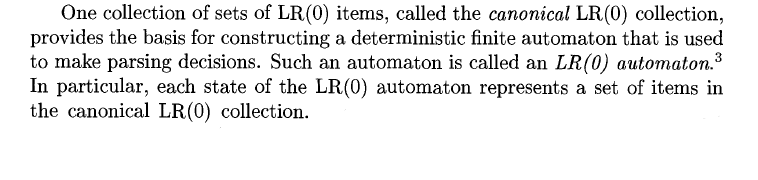 One collection of sets of LR(0) items, called the canonical LR(0) collection,
provides the basis for constructing a deterministic finite automaton that is used
to make parsing decisions. Such an automaton is called an LR(0) automaton.³
In particular, each state of the LR(0) automaton represents a set of items in
the canonical LR(0) collection.